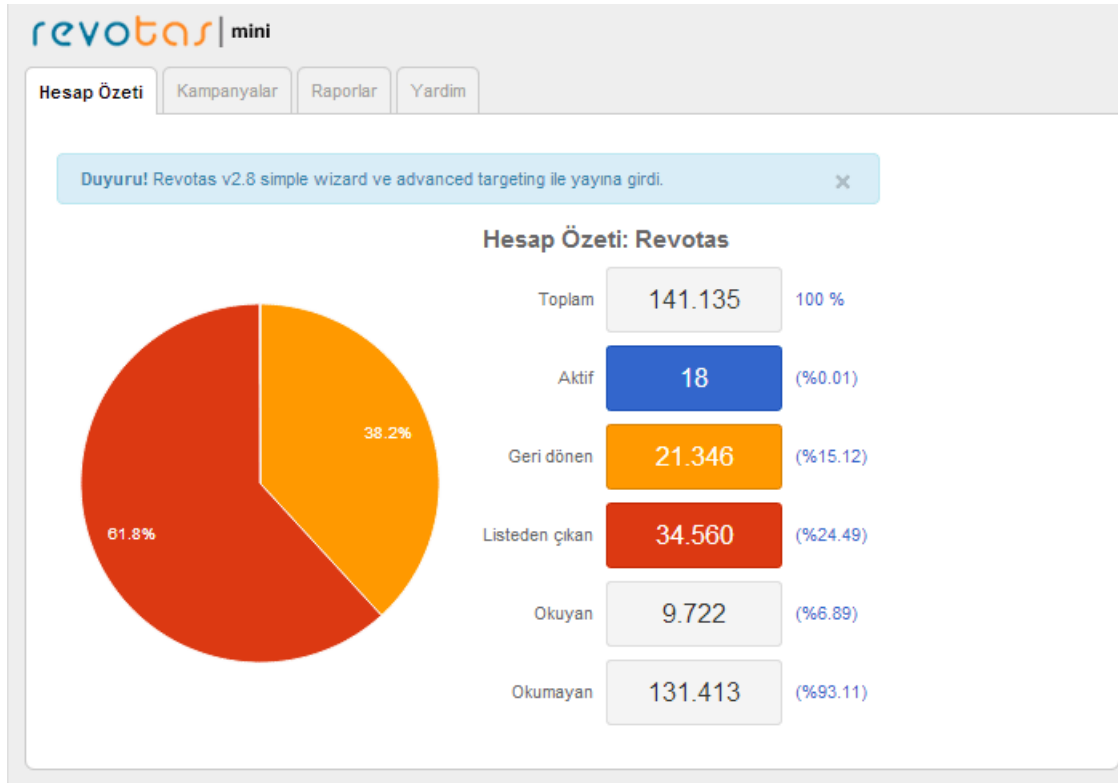 revotas | mini
Hesap Özeti Kampanyalar Raporlar Yardim
Duyuru! Revotas v2.8 simple wizard ve advanced targeting ile yayına girdi. ×
Hesap Özeti: Revotas
Toplam 141.135 100 %
Aktif 18 (%0.01)
38.2%
Geri dönen 21.346 (%15.12)
61.8%
Listeden çıkan 34.560 (%24.49)
Okuyan 9.722 (%6.89)
Okumayan 131.413 (%93.11)